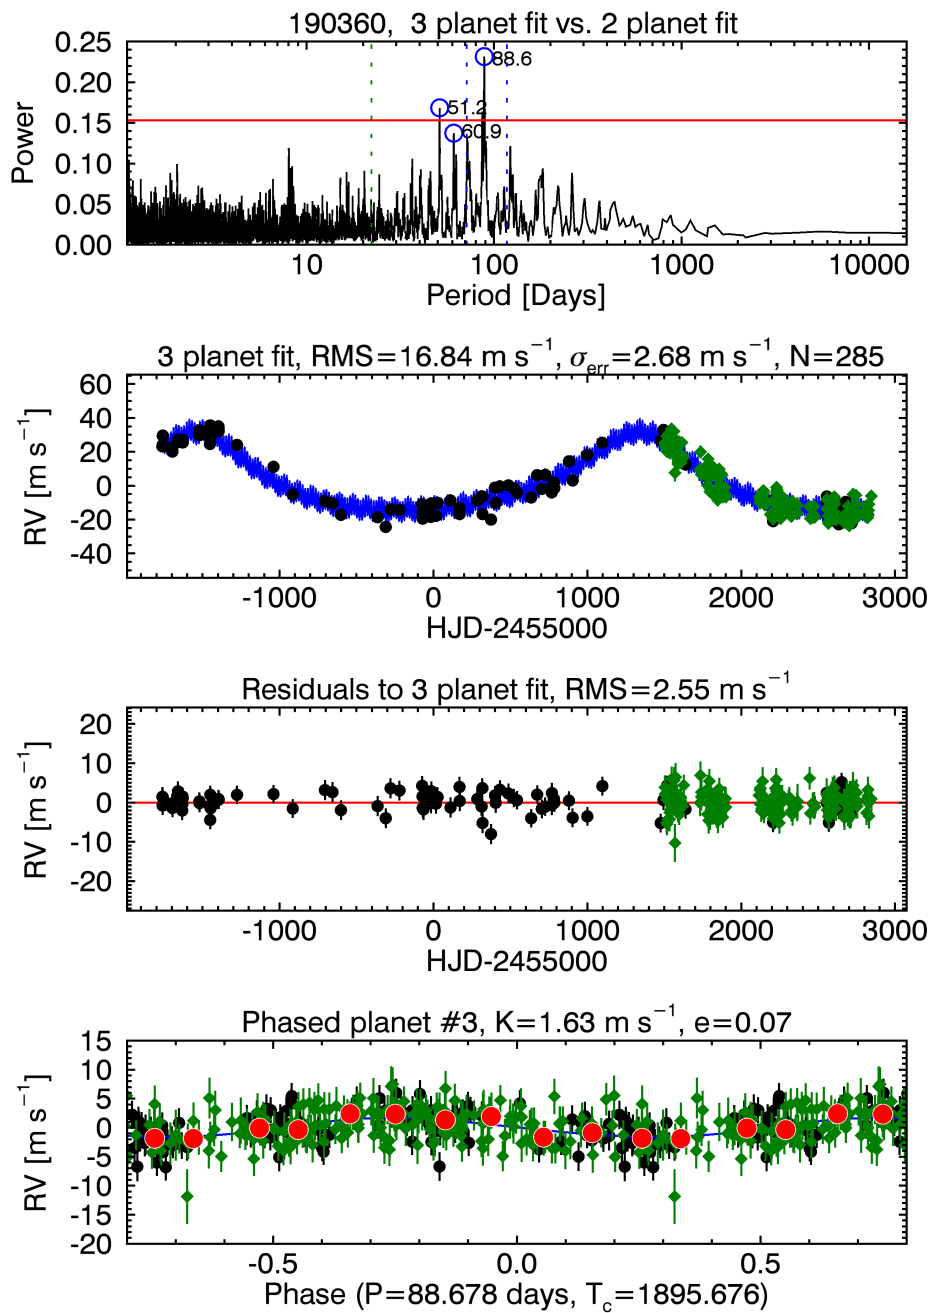 190360, 3 planet fit vs. 2 planet fit
0.25
0.20
0.15
0.10
0.05
0.00
Power
88.6
51.2
60.9
10 100 1000 10000
Period [Days]
3 planet fit, RMS=16.84 m s⁻¹, σerr=2.68 m s⁻¹, N=285
60
40
20
0
-20
-40
RV [m s⁻¹]
-1000 0 1000 2000 3000
HJD-2455000
Residuals to 3 planet fit, RMS=2.55 m s⁻¹
20
10
0
-10
-20
RV [m s⁻¹]
-1000 0 1000 2000 3000
HJD-2455000
Phased planet #3, K=1.63 m s⁻¹, e=0.07
15
10
5
0
-5
-10
-15
-20
RV [m s⁻¹]
-0.5 0.0 0.5
Phase (P=88.678 days, Tc=1895.676)